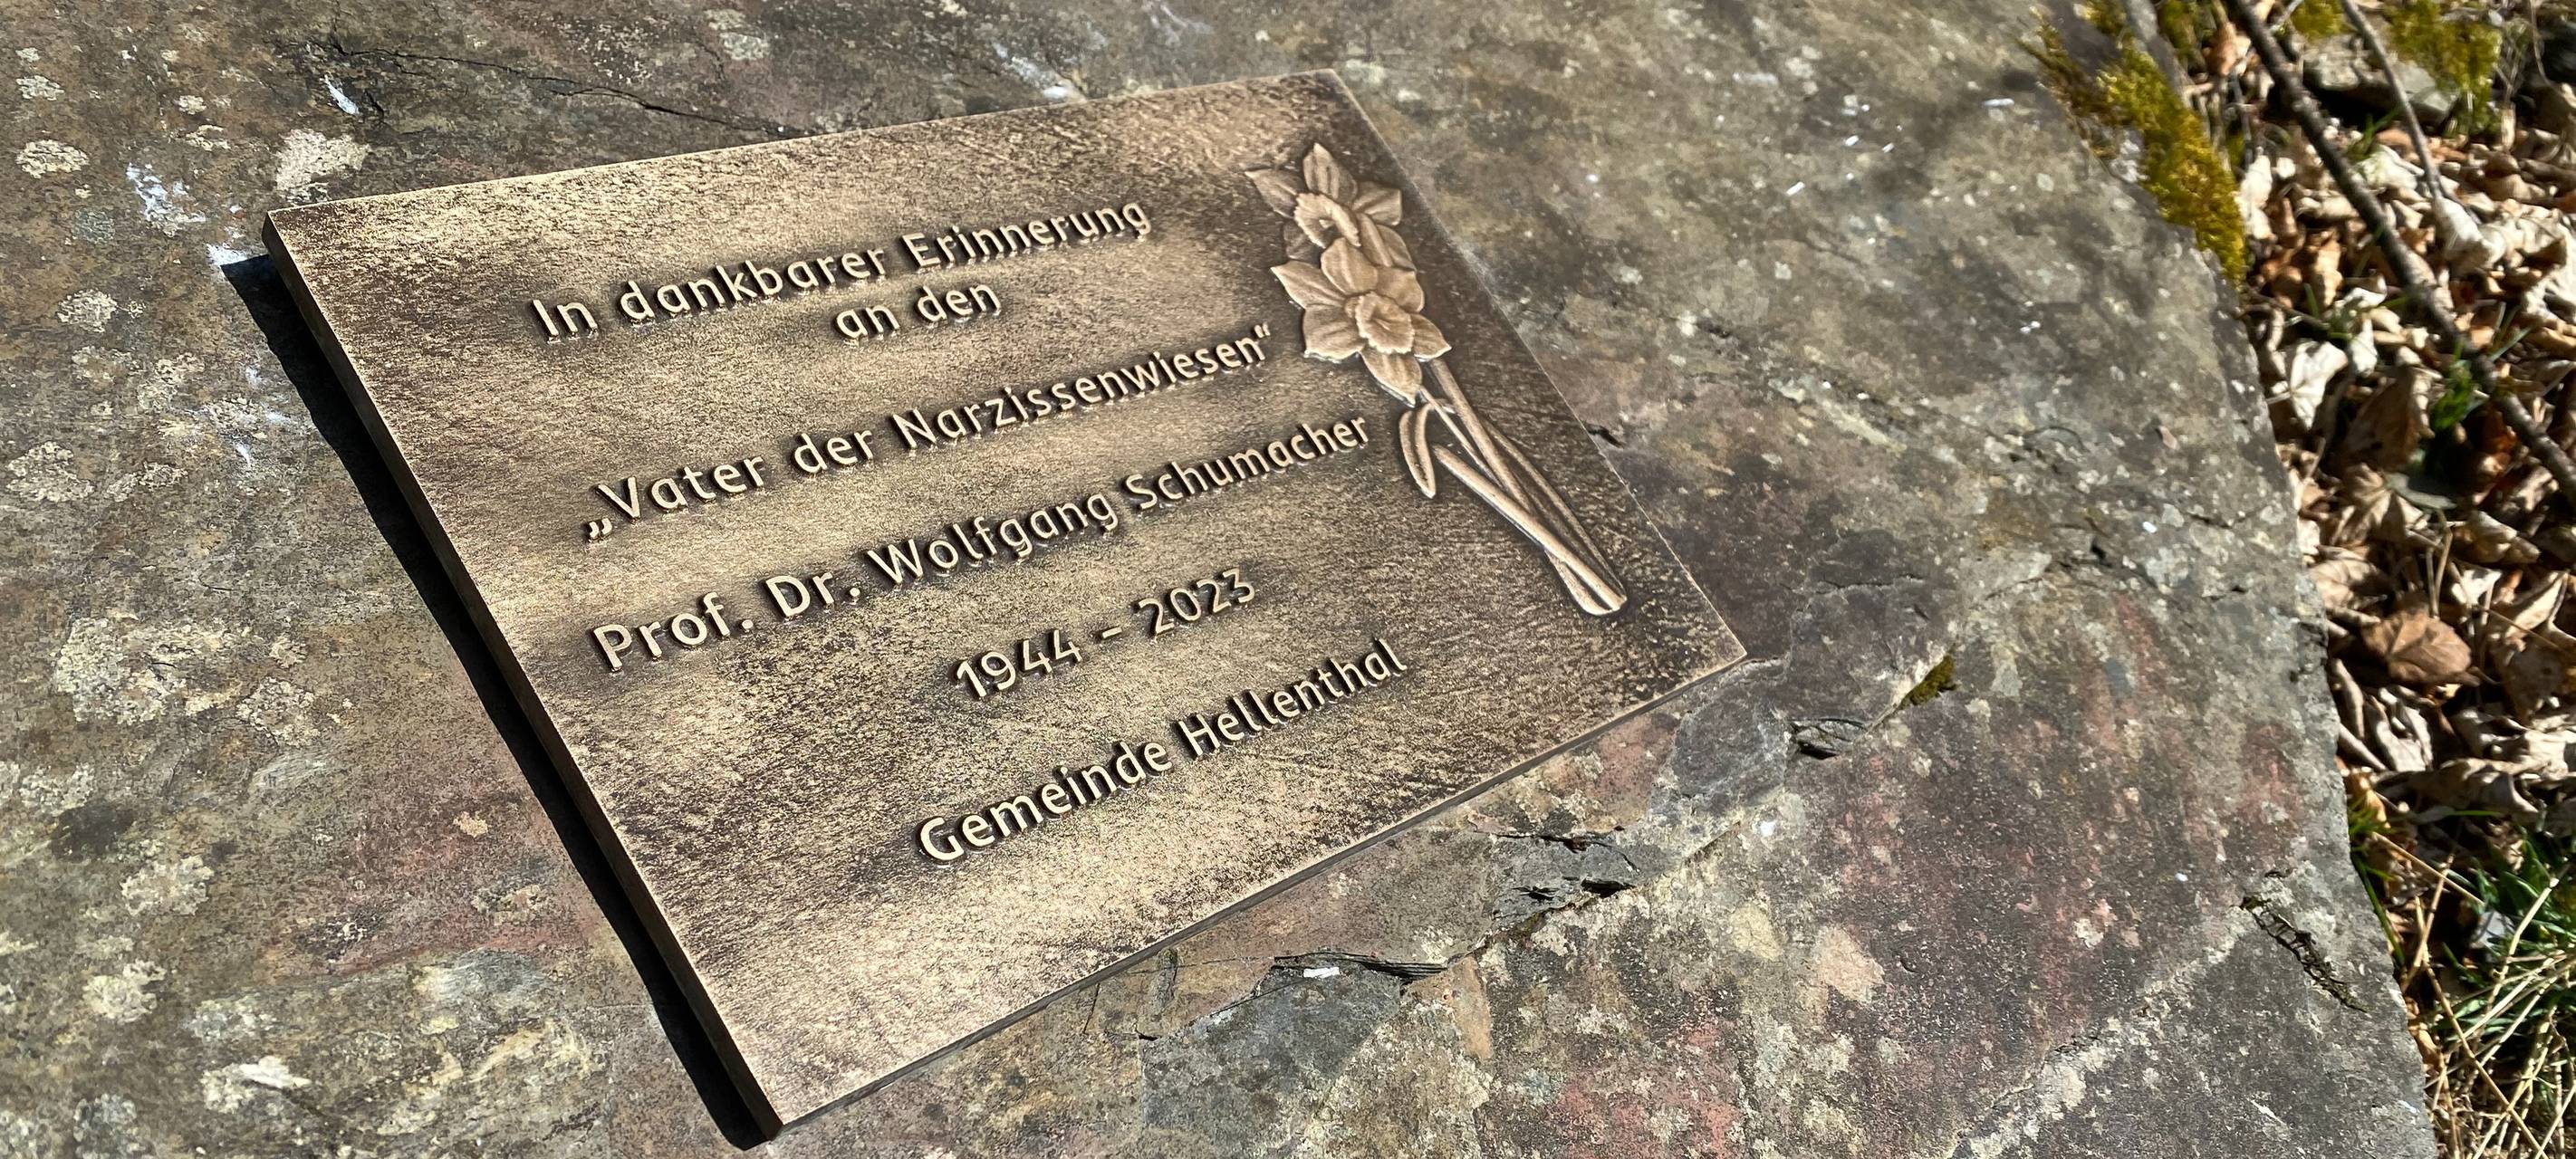 In dankbarer Erinnerung
an den
„Vater der Narzissenwiesen“
Prof. Dr. Wolfgang Schumacher
1944 - 2023
Gemeinde Hellenthal